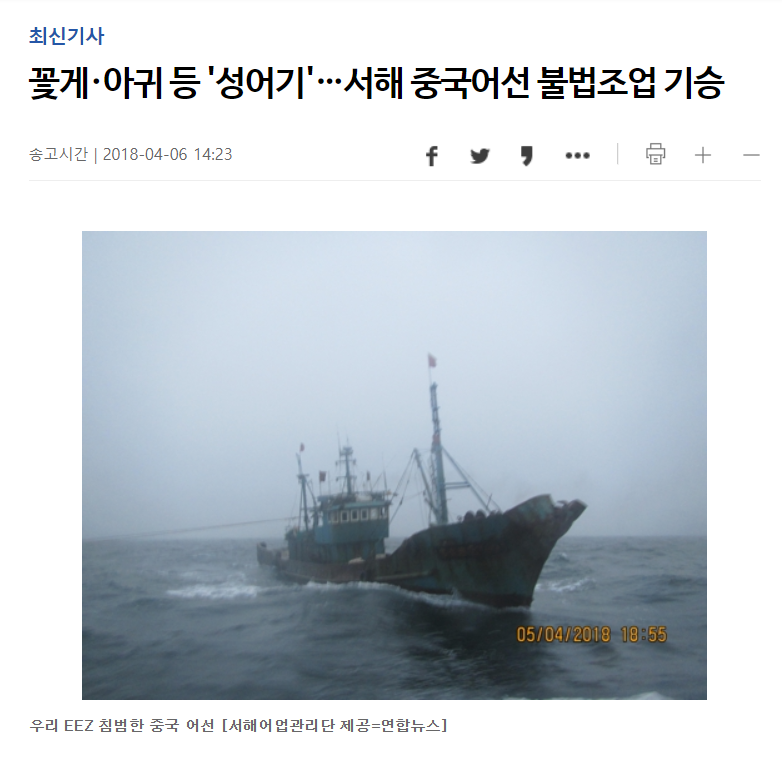 최신기사
꽃게·아귀 등 '성어기'…서해 중국어선 불법조업 기승
송고시간 | 2018-04-06 14:23
05/04/2018 18:55
우리 EEZ 침범한 중국 어선 [서해어업관리단 제공=연합뉴스]